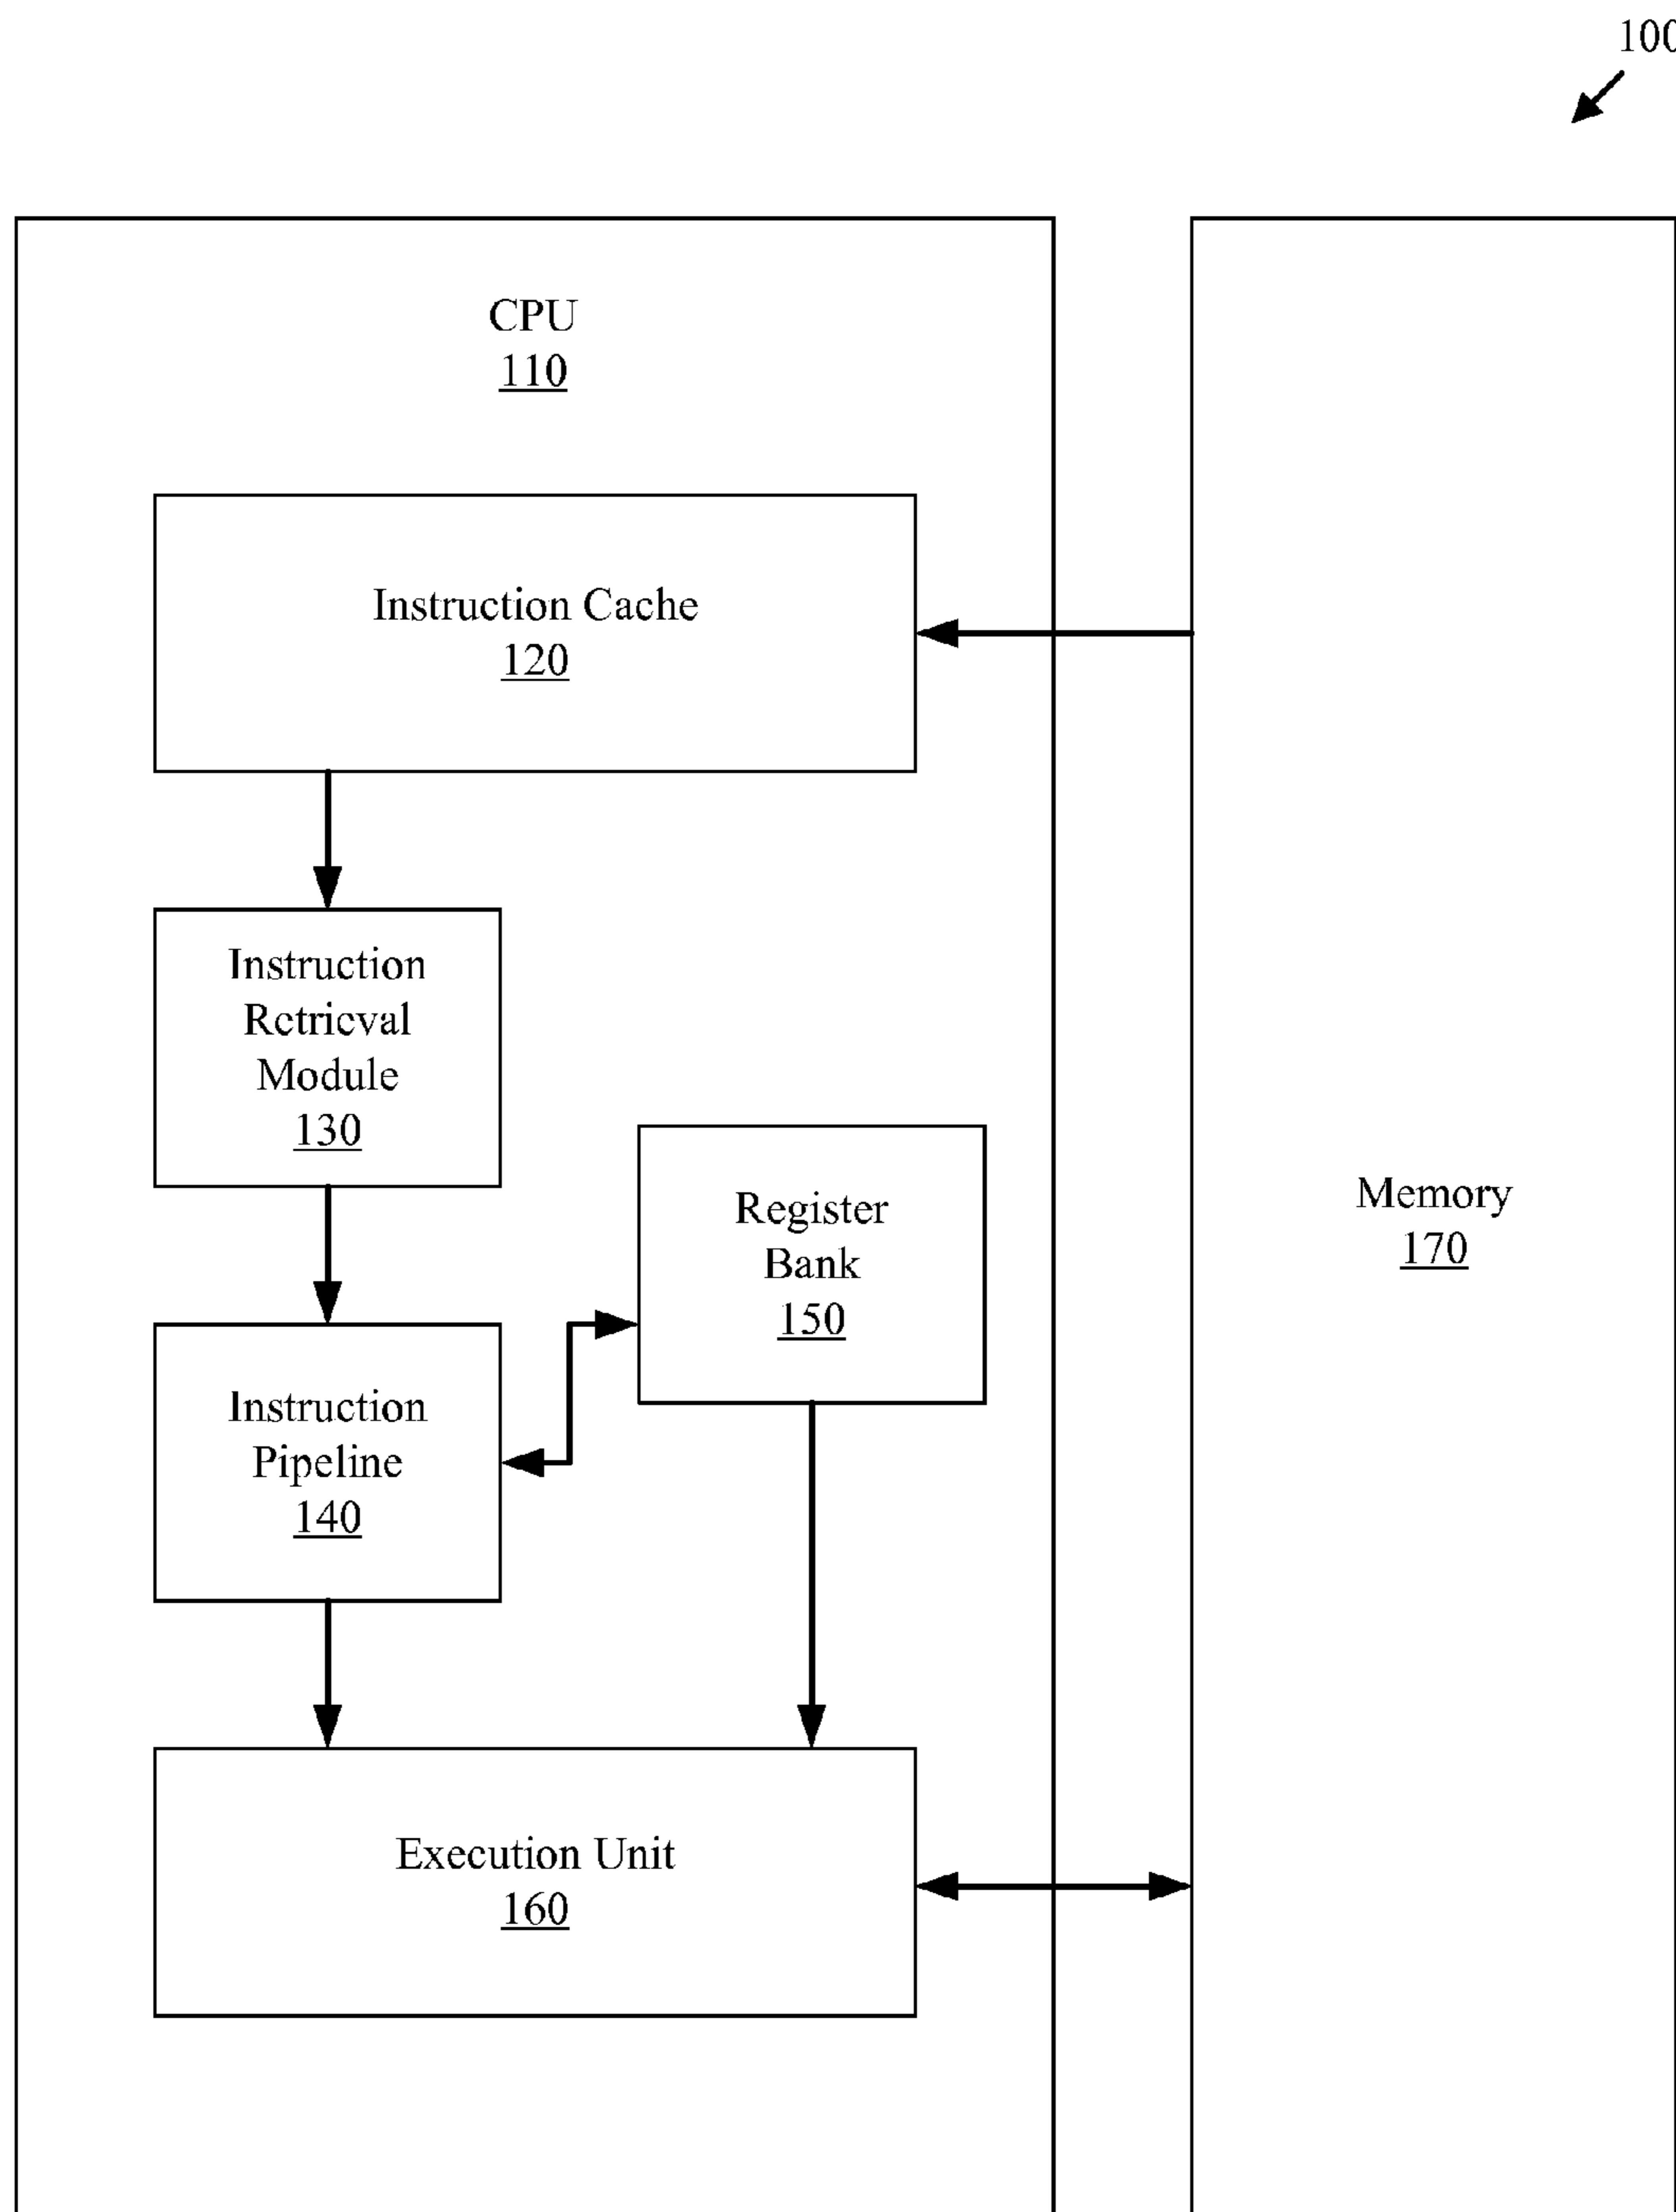 100
CPU
110
Instruction Cache
120
Instruction
Retrieval
Module
130
Register
Bank
150
Memory
170
Instruction
Pipeline
140
Execution Unit
160